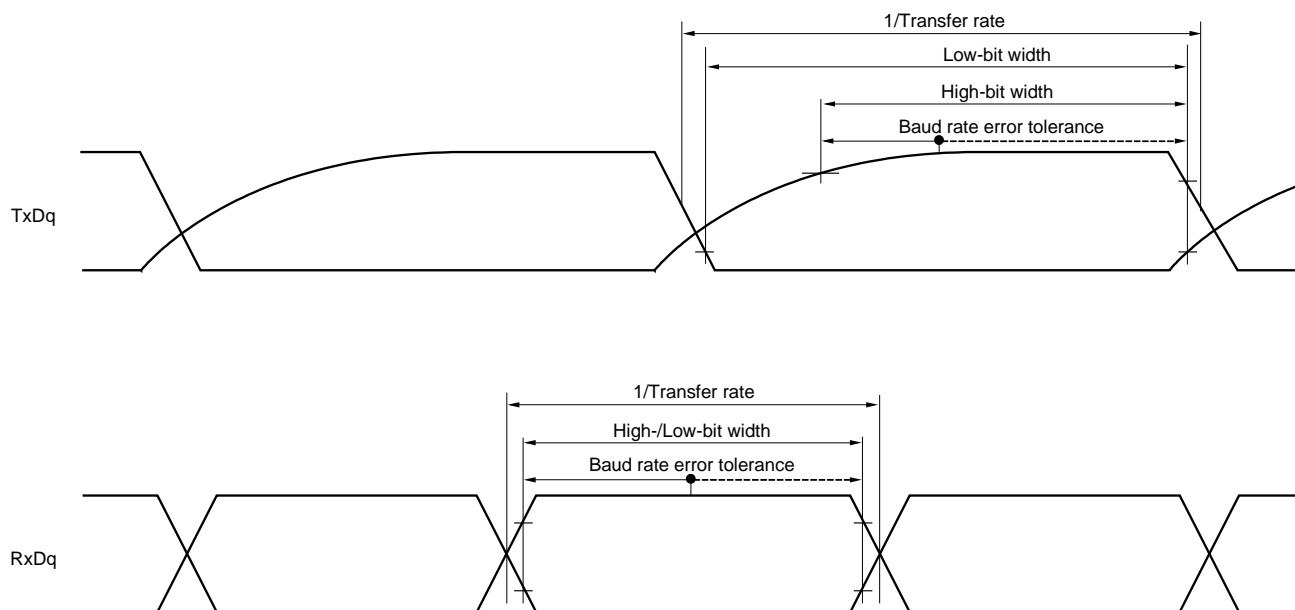 1/Transfer rate
Low-bit width
High-bit width
Baud rate error tolerance
TxDq
1/Transfer rate
High-/Low-bit width
Baud rate error tolerance
RxDq